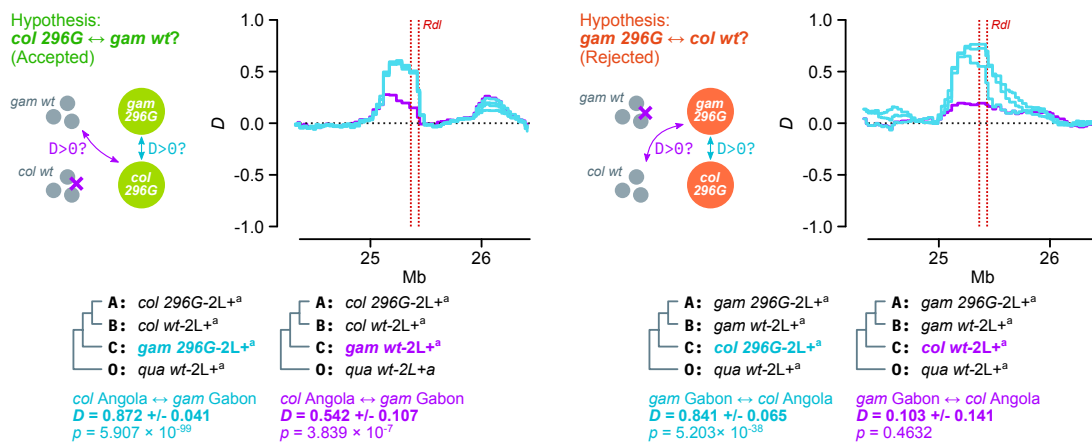 Hypothesis:
col 296G ↔ gam wt?
(Accepted)
gam wt
gam
296G
D>0?
D>0?
col wt
col
296G
1.0
0.5
0.0
-0.5
-1.0
D
Rdl
25
26
Mb
A: col 296G-2L+ᵃ
B: col wt-2L+ᵃ
C: gam 296G-2L+ᵃ
O: qua wt-2L+ᵃ
col Angola ↔ gam Gabon
D = 0.872 +/- 0.041
p = 5.907 × 10⁻⁹⁹
A: col 296G-2L+ᵃ
B: col wt-2L+ᵃ
C: gam wt-2L+ᵃ
O: qua wt-2L+a
col Angola ↔ gam Gabon
D = 0.542 +/- 0.107
p = 3.839 × 10⁻⁷
Hypothesis:
gam 296G ↔ col wt?
(Rejected)
gam wt
gam
296G
D>0?
D>0?
col wt
col
296G
1.0
0.5
0.0
-0.5
-1.0
D
Rdl
25
26
Mb
A: gam 296G-2L+ᵃ
B: gam wt-2L+ᵃ
C: col 296G-2L+ᵃ
O: qua wt-2L+ᵃ
gam Gabon ↔ col Angola
D = 0.841 +/- 0.065
p = 5.203× 10⁻³⁸
A: gam 296G-2L+ᵃ
B: gam wt-2L+ᵃ
C: col wt-2L+ᵃ
O: qua wt-2L+ᵃ
gam Gabon ↔ col Angola
D = 0.103 +/- 0.141
p = 0.4632